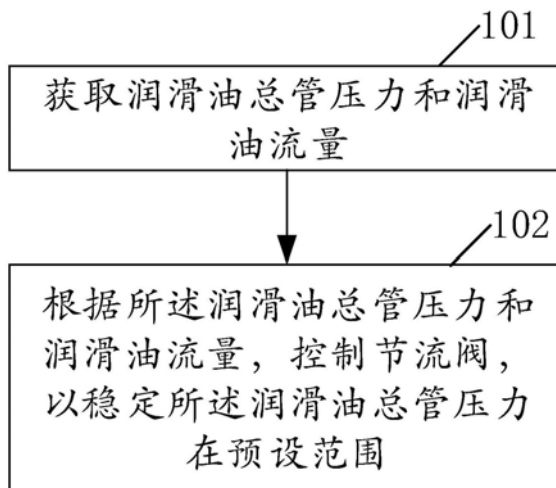 101
获取润滑油总管压力和润滑
油流量
102
根据所述润滑油总管压力和
润滑油流量，控制节流阀，
以稳定所述润滑油总管压力
在预设范围